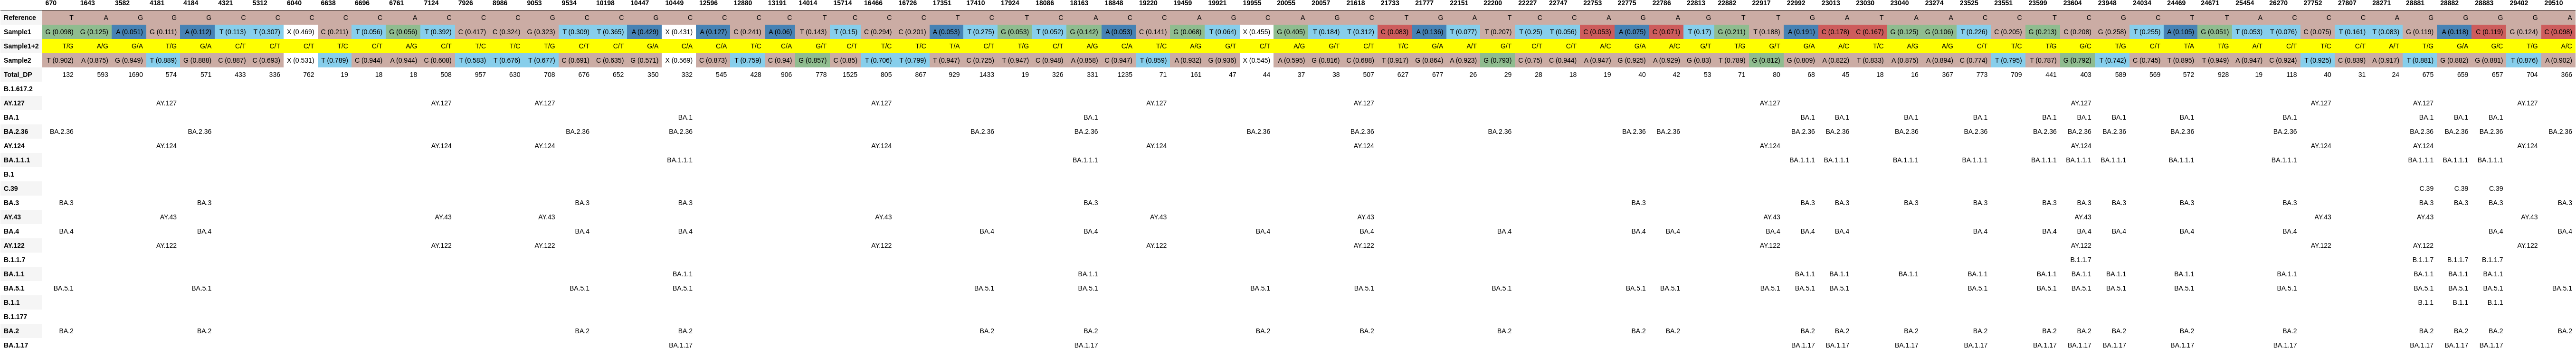 670 1643 3582 4181 4184 4321 5312 6040 6638 6696 6761 7124 7926 8986 9053 9534 10198 10447 10449 12596 12880 13191 14014 15714 16466 16726 17351 17410 17924 18086 18163 18848 19220 19459 19921 19955 20055 20057 21618 21733 21777 22151 22200 22227 22747 22753 22775 22786 22813 22882 22917 22992 23013 23030 23040 23274 23525 23551 23599 23604 23948 24034 24469 24671 25454 26270 27752 27807 28271 28881 28882 28883 29402 29510
Reference T A G G G C C C C C A C C C G C C G C C C C T C C C T C T C A C C A G C A G C T G A T C C A G A G T T G A T A G C C T C G C T T A C C C A G G G G A
Sample1 G (0.098) G (0.125) A (0.051) G (0.111) A (0.112) T (0.113) T (0.307) X (0.469) C (0.211) T (0.056) G (0.056) T (0.392) C (0.417) C (0.324) G (0.323) T (0.309) T (0.365) A (0.429) X (0.431) A (0.127) C (0.241) A (0.06) T (0.143) T (0.15) C (0.294) C (0.201) A (0.053) T (0.275) G (0.053) T (0.052) G (0.142) A (0.053) C (0.141) G (0.068) T (0.064) X (0.455) G (0.405) T (0.184) T (0.312) C (0.083) A (0.136) T (0.077) T (0.207) T (0.25) T (0.056) C (0.053) A (0.075) C (0.071) T (0.17) G (0.211) T (0.188) A (0.191) C (0.178) C (0.167) G (0.125) G (0.106) T (0.226) C (0.205) G (0.213) C (0.208) G (0.258) T (0.255) A (0.105) G (0.051) T (0.053) T (0.076) C (0.075) T (0.161) T (0.083) G (0.119) A (0.118) C (0.119) G (0.124) C (0.098)
Sample1+2 T/G A/G G/A T/G G/A C/T C/T C/T T/C C/T A/G C/T T/C T/C T/G C/T C/T G/A C/A C/A T/C C/A G/T C/T T/C T/C T/A C/T T/G C/T A/G C/A T/C A/G G/T C/T A/G G/T C/T T/C G/A A/T G/T C/T C/T A/C G/A A/C G/T T/G G/T G/A A/C T/C A/G A/G C/T T/C T/G G/C T/G C/T T/A T/G A/T C/T T/C C/T A/T T/G G/A G/C T/G A/C
Sample2 T (0.902) A (0.875) G (0.949) T (0.889) G (0.888) C (0.887) C (0.693) X (0.531) T (0.789) C (0.944) A (0.944) C (0.608) T (0.583) T (0.676) T (0.677) C (0.691) C (0.635) G (0.571) X (0.569) C (0.873) T (0.759) C (0.94) G (0.857) C (0.85) T (0.706) T (0.799) T (0.947) C (0.725) T (0.947) C (0.948) A (0.858) C (0.947) T (0.859) A (0.932) G (0.936) X (0.545) A (0.595) G (0.816) C (0.688) T (0.917) G (0.864) A (0.923) G (0.793) C (0.75) C (0.944) A (0.947) G (0.925) A (0.929) G (0.83) T (0.789) G (0.812) G (0.809) A (0.822) T (0.833) A (0.875) A (0.894) C (0.774) T (0.795) T (0.787) G (0.792) T (0.742) C (0.745) T (0.895) T (0.949) A (0.947) C (0.924) T (0.925) C (0.839) A (0.917) T (0.881) G (0.882) G (0.881) T (0.876) A (0.902)
Total_DP 132 593 1690 574 571 433 336 762 19 18 18 508 957 630 708 676 652 350 332 545 428 906 778 1525 805 867 929 1433 19 326 331 1235 71 161 47 44 37 38 507 627 677 26 29 28 18 19 40 42 53 71 80 68 45 18 16 367 773 709 441 403 589 569 572 928 19 118 40 31 24 675 659 657 704 366
B.1.617.2
AY.127 AY.127 AY.127 AY.127 AY.127 AY.127 AY.127 AY.127 AY.127 AY.127 AY.127 AY.127
BA.1 BA.1 BA.1 BA.1 BA.1 BA.1 BA.1 BA.1 BA.1 BA.1 BA.1 BA.1 BA.1 BA.1
BA.2.36 BA.2.36 BA.2.36 BA.2.36 BA.2.36 BA.2.36 BA.2.36 BA.2.36 BA.2.36 BA.2.36 BA.2.36 BA.2.36 BA.2.36 BA.2.36 BA.2.36 BA.2.36 BA.2.36 BA.2.36 BA.2.36 BA.2.36 BA.2.36 BA.2.36 BA.2.36 BA.2.36 BA.2.36
AY.124 AY.124 AY.124 AY.124 AY.124 AY.124 AY.124 AY.124 AY.124 AY.124 AY.124 AY.124
BA.1.1.1 BA.1.1.1 BA.1.1.1 BA.1.1.1 BA.1.1.1 BA.1.1.1 BA.1.1.1 BA.1.1.1 BA.1.1.1 BA.1.1.1 BA.1.1.1 BA.1.1.1 BA.1.1.1 BA.1.1.1 BA.1.1.1
B.1
C.39 C.39 C.39 C.39
BA.3 BA.3 BA.3 BA.3 BA.3 BA.3 BA.3 BA.3 BA.3 BA.3 BA.3 BA.3 BA.3 BA.3 BA.3 BA.3 BA.3 BA.3 BA.3 BA.3
AY.43 AY.43 AY.43 AY.43 AY.43 AY.43 AY.43 AY.43 AY.43 AY.43 AY.43 AY.43
BA.4 BA.4 BA.4 BA.4 BA.4 BA.4 BA.4 BA.4 BA.4 BA.4 BA.4 BA.4 BA.4 BA.4 BA.4 BA.4 BA.4 BA.4 BA.4 BA.4 BA.4 BA.4 BA.4
AY.122 AY.122 AY.122 AY.122 AY.122 AY.122 AY.122 AY.122 AY.122 AY.122 AY.122 AY.122
B.1.1.7 B.1.1.7 B.1.1.7 B.1.1.7 B.1.1.7
BA.1.1 BA.1.1 BA.1.1 BA.1.1 BA.1.1 BA.1.1 BA.1.1 BA.1.1 BA.1.1 BA.1.1 BA.1.1 BA.1.1 BA.1.1 BA.1.1 BA.1.1
BA.5.1 BA.5.1 BA.5.1 BA.5.1 BA.5.1 BA.5.1 BA.5.1 BA.5.1 BA.5.1 BA.5.1 BA.5.1 BA.5.1 BA.5.1 BA.5.1 BA.5.1 BA.5.1 BA.5.1 BA.5.1 BA.5.1 BA.5.1 BA.5.1 BA.5.1 BA.5.1 BA.5.1 BA.5.1
B.1.1 B.1.1 B.1.1 B.1.1
B.1.177
BA.2 BA.2 BA.2 BA.2 BA.2 BA.2 BA.2 BA.2 BA.2 BA.2 BA.2 BA.2 BA.2 BA.2 BA.2 BA.2 BA.2 BA.2 BA.2 BA.2 BA.2 BA.2 BA.2 BA.2 BA.2
BA.1.17 BA.1.17 BA.1.17 BA.1.17 BA.1.17 BA.1.17 BA.1.17 BA.1.17 BA.1.17 BA.1.17 BA.1.17 BA.1.17 BA.1.17 BA.1.17 BA.1.17